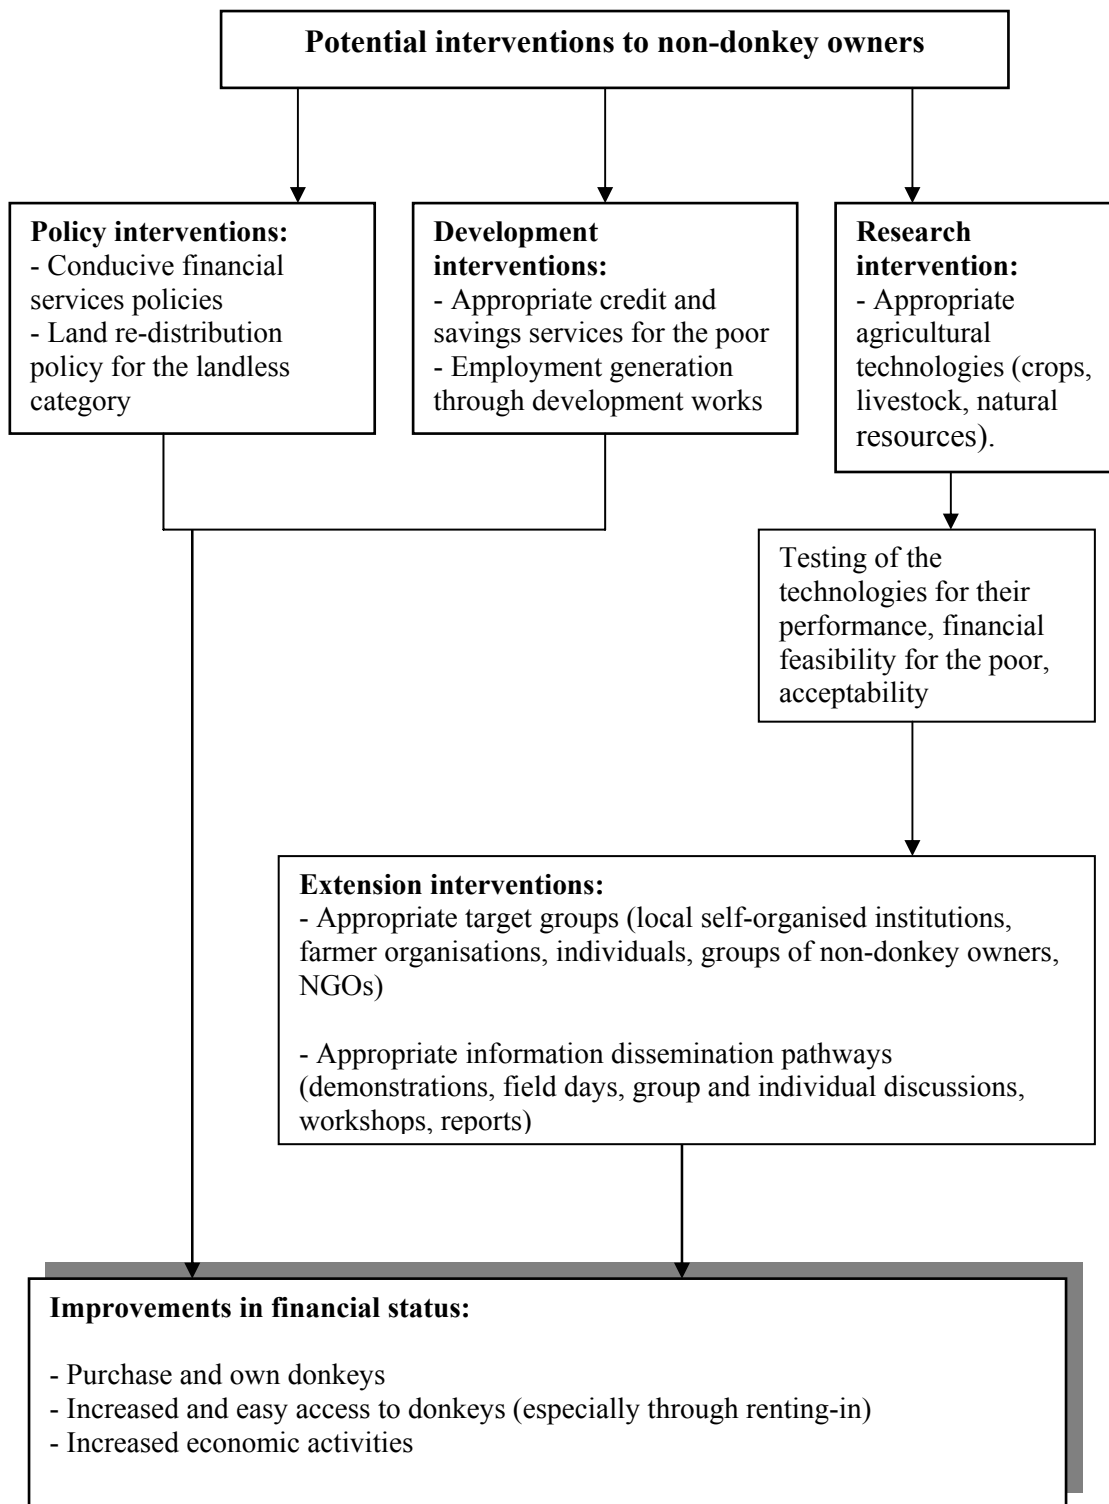 Potential interventions to non-donkey owners
Policy interventions:
- Conducive financial
services policies
- Land re-distribution
policy for the landless
category
Development
interventions:
- Appropriate credit and
savings services for the poor
- Employment generation
through development works
Research
intervention:
- Appropriate
agricultural
technologies (crops,
livestock, natural
resources).
Testing of the
technologies for their
performance, financial
feasibility for the poor,
acceptability
Extension interventions:
- Appropriate target groups (local self-organised institutions,
farmer organisations, individuals, groups of non-donkey owners,
NGOs)
- Appropriate information dissemination pathways
(demonstrations, field days, group and individual discussions,
workshops, reports)
Improvements in financial status:
- Purchase and own donkeys
- Increased and easy access to donkeys (especially through renting-in)
- Increased economic activities